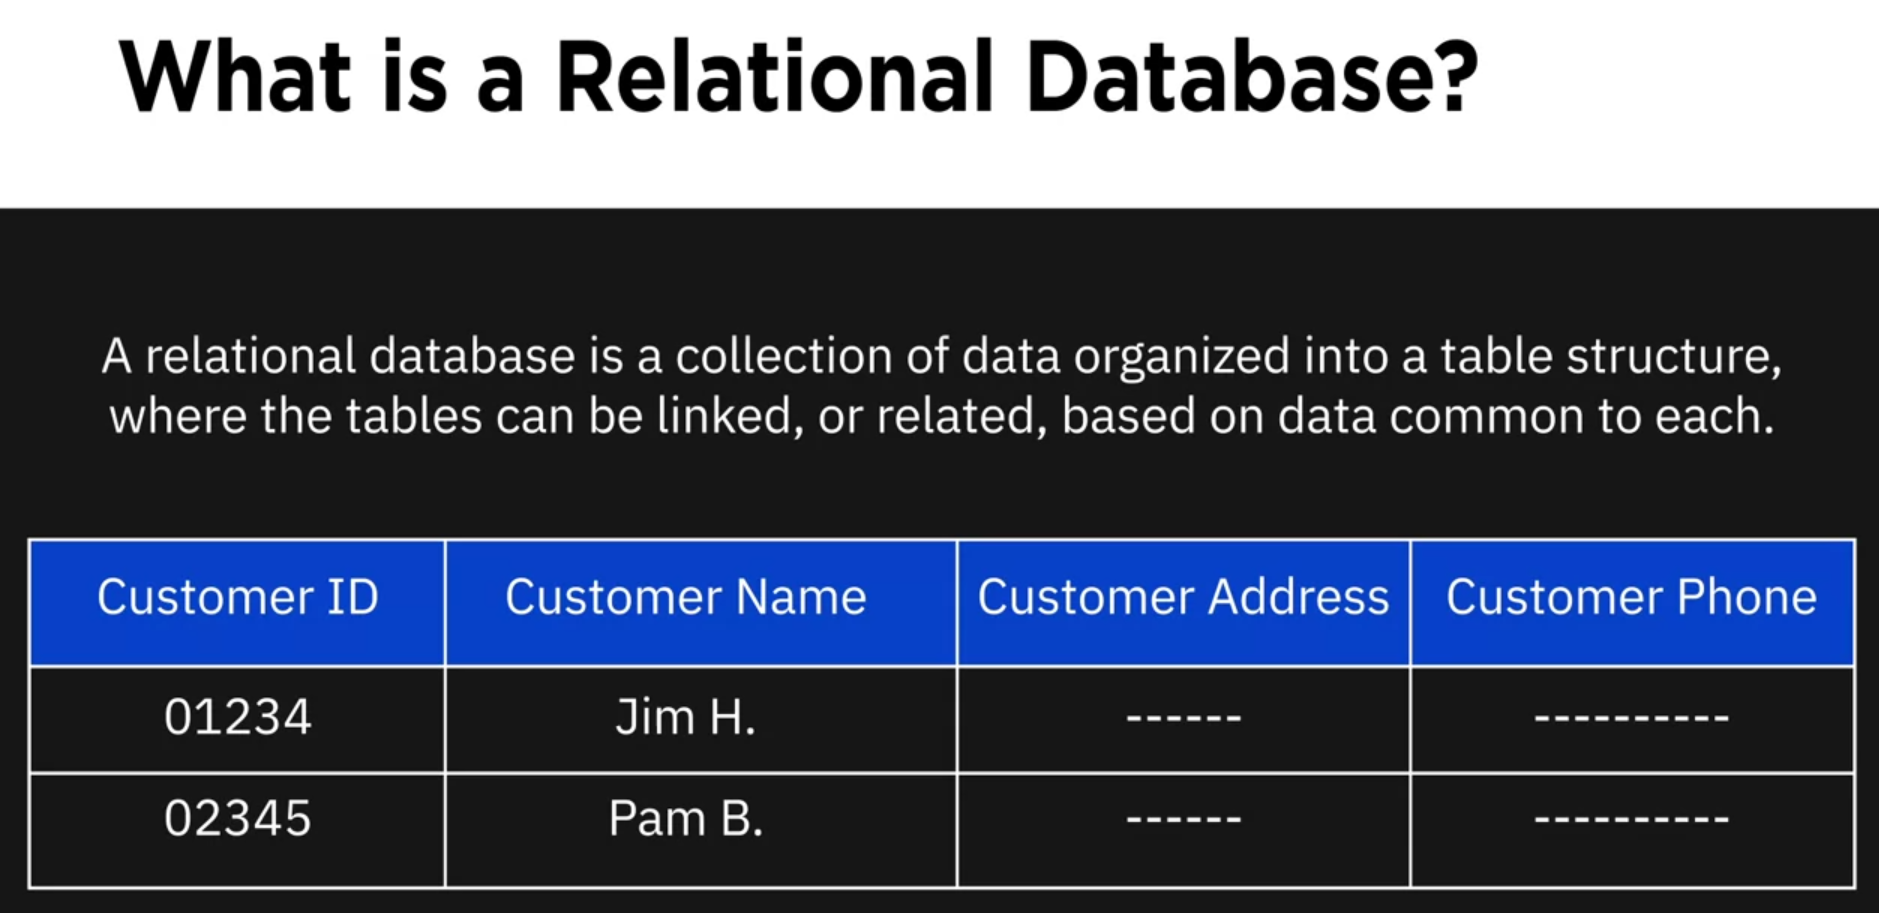 What is a Relational Database?
A relational database is a collection of data organized into a table structure,
where the tables can be linked, or related, based on data common to each.
Customer ID Customer Name Customer Address Customer Phone
01234 Jim H. ------ ----------
02345 Pam B. ------ ----------